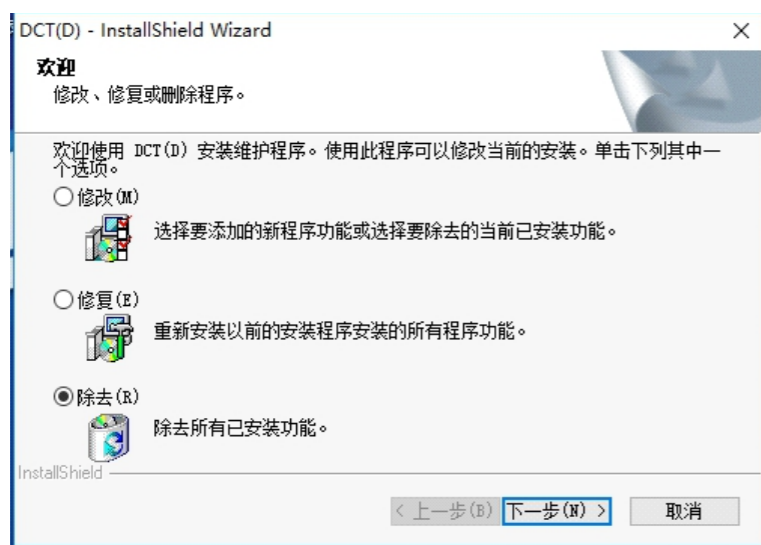 DCT(D) - InstallShield Wizard
欢迎
修改、修复或删除程序。
欢迎使用 DCT(D) 安装维护程序。使用此程序可以修改当前的安装。单击下列其中一
个选项。
修改(M)
选择要添加的新程序功能或选择要除去的当前已安装功能。
修复(E)
重新安装以前的安装程序安装的所有程序功能。
除去(R)
除去所有已安装功能。
InstallShield
< 上一步(B) 下一步(N) > 取消